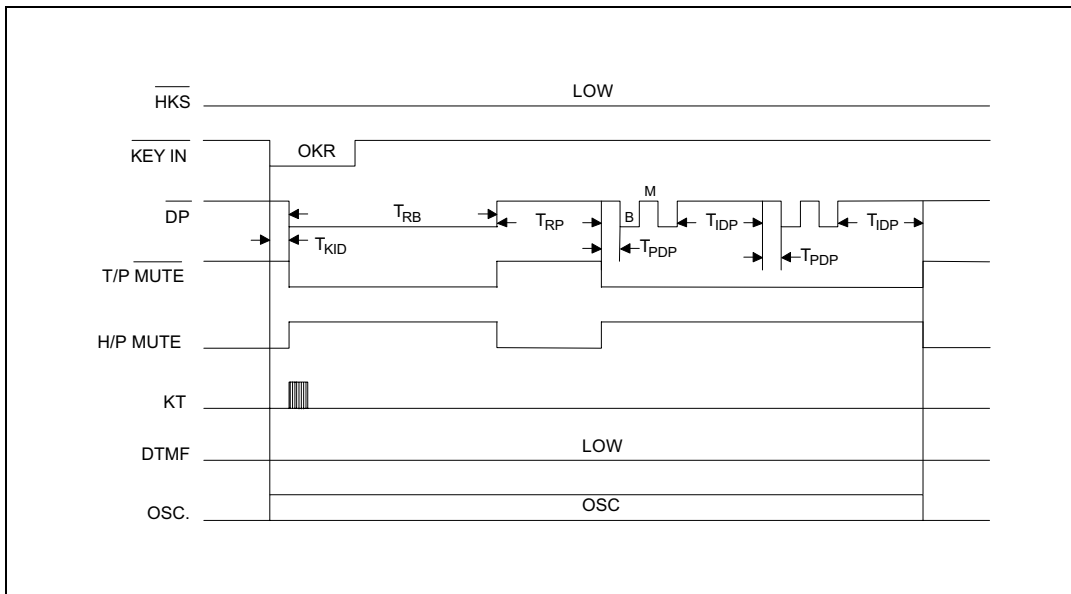 HKS LOW
KEY IN OKR
DP TRB TRP B M TIDP TIDP
TKID TPDP TPDP
T/P MUTE
H/P MUTE
KT
DTMF LOW
OSC. OSC